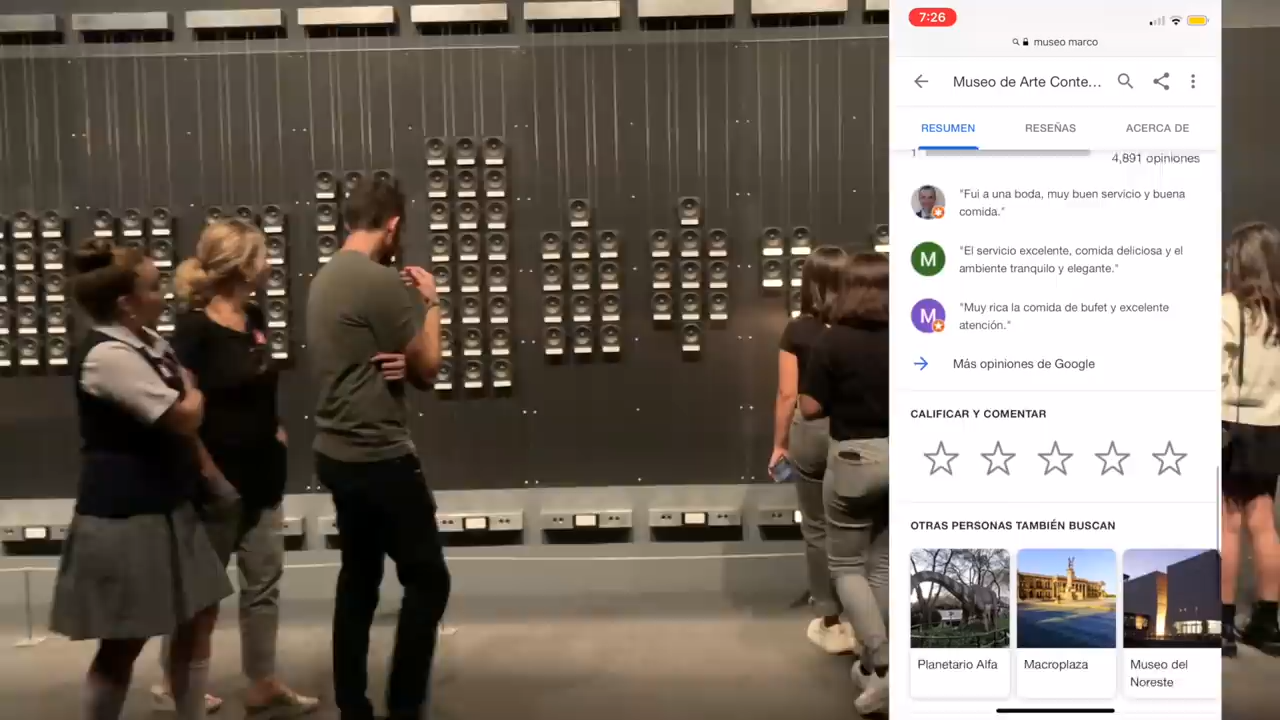 7:26
museo marco
Museo de Arte Conte...
RESUMEN RESEÑAS ACERCA DE
1
4,891 opiniones
"Fui a una boda, muy buen servicio y buena
comida."
M
"El servicio excelente, comida deliciosa y el
ambiente tranquilo y elegante."
M
"Muy rica la comida de bufet y excelente
atención."
Más opiniones de Google
CALIFICAR Y COMENTAR
OTRAS PERSONAS TAMBIÉN BUSCAN
Planetario Alfa
Macroplaza
Museo del
Noreste